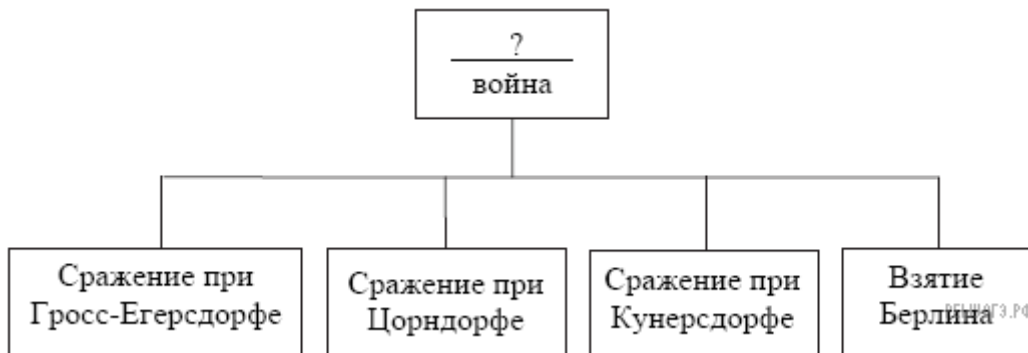 ?
война
Сражение при
Гросс-Егерсдорфе
Сражение при
Цорндорфе
Сражение при
Кунерсдорфе
Взятие
Берлина